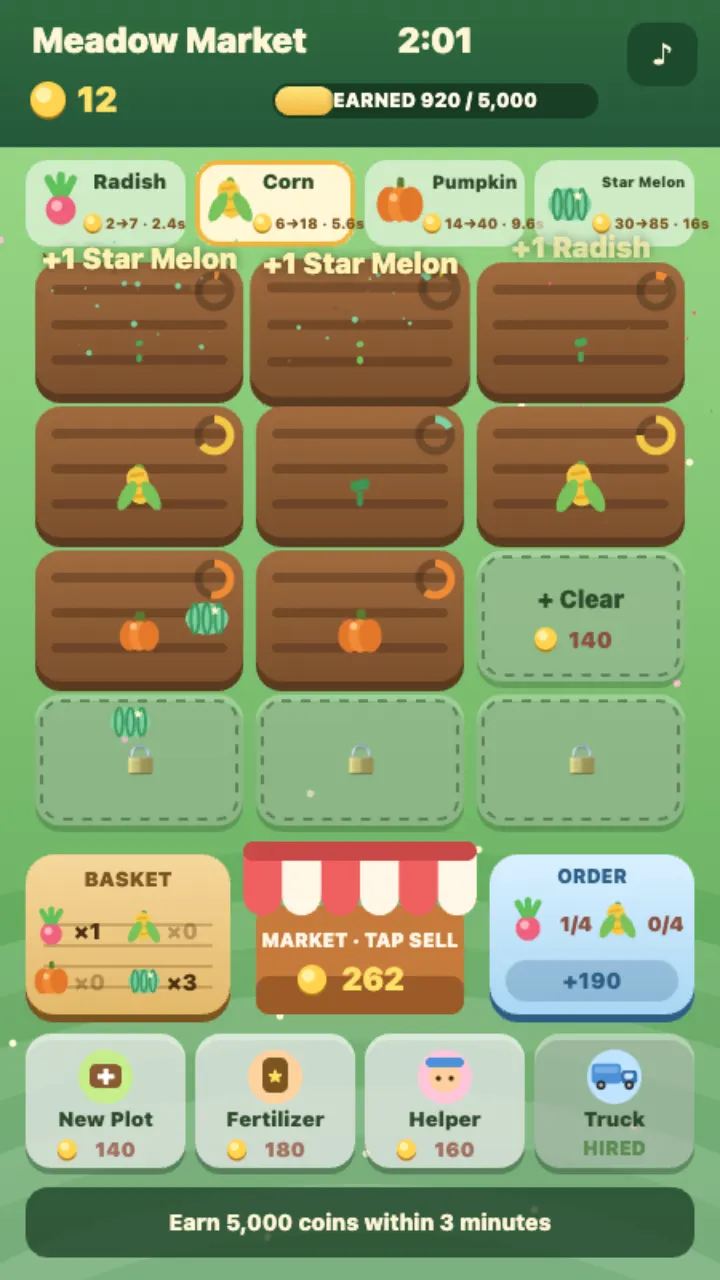 Meadow Market
2:01
12
EARNED 920 / 5,000
Radish
2→7 · 2.4s
Corn
6→18 · 5.6s
Pumpkin
14→40 · 9.6s
Star Melon
30→85 · 16s
+1 Star Melon
+1 Star Melon
+1 Radish
+ Clear
140
BASKET
×1
×0
×0
×3
MARKET · TAP SELL
262
ORDER
1/4
0/4
+190
New Plot
140
Fertilizer
180
Helper
160
Truck
HIRED
Earn 5,000 coins within 3 minutes